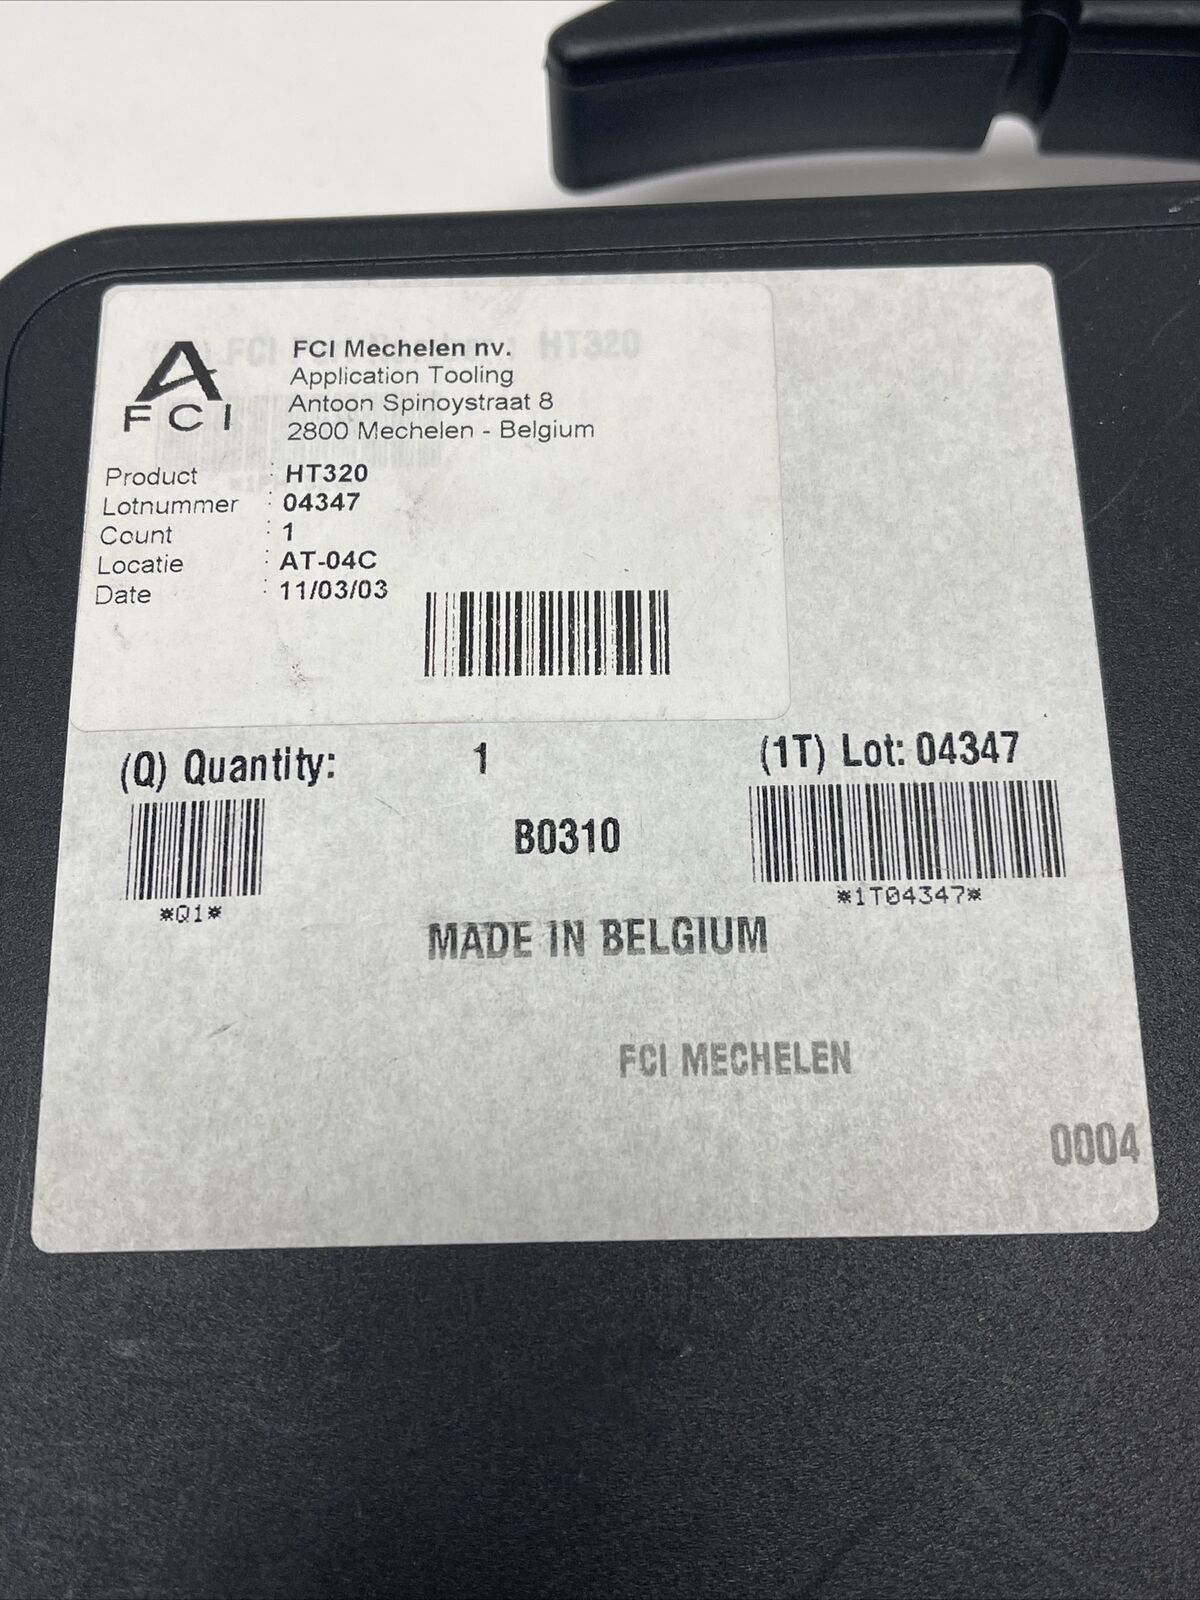 FCI
FCI Mechelen nv.
Application Tooling
Antoon Spinoystraat 8
2800 Mechelen - Belgium
HT320
Product : HT320
Lotnummer : 04347
Count : 1
Locatie : AT-04C
Date : 11/03/03
(Q) Quantity: 1
(1T) Lot: 04347
*Q1*
B0310
*1T04347*
MADE IN BELGIUM
FCI MECHELEN
0004